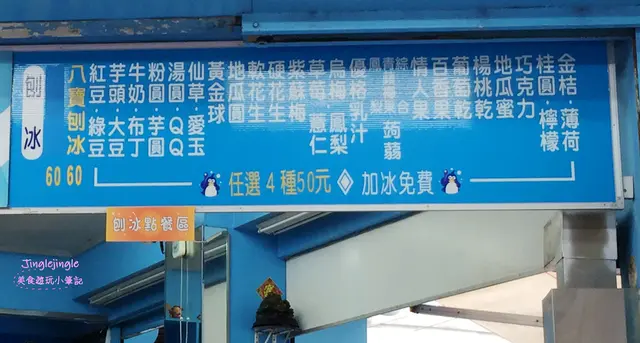 刨冰
八寶刨冰
60 60
紅豆.綠豆
芋頭.大豆
牛奶.布丁
粉圓.芋圓
湯圓.QQ
仙草.愛玉
黃金球
地瓜圓
軟花生
硬花生
紫蘇梅
草莓.薏仁
烏梅.鳳梨
優格乳汁
蒟蒻
情人果
百香果
葡萄乾
楊桃乾
地瓜蜜
巧克力
桂圓.檸檬
金桔.薄荷
任選4種50元◇加冰免費
刨冰點餐區
Jinglejingle
美食遊玩小筆記